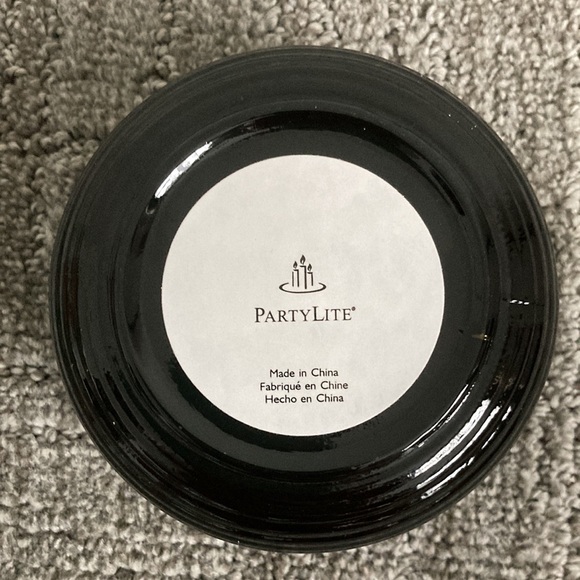 PARTYLITE®
Made in China
Fabriqué en Chine
Hecho en China